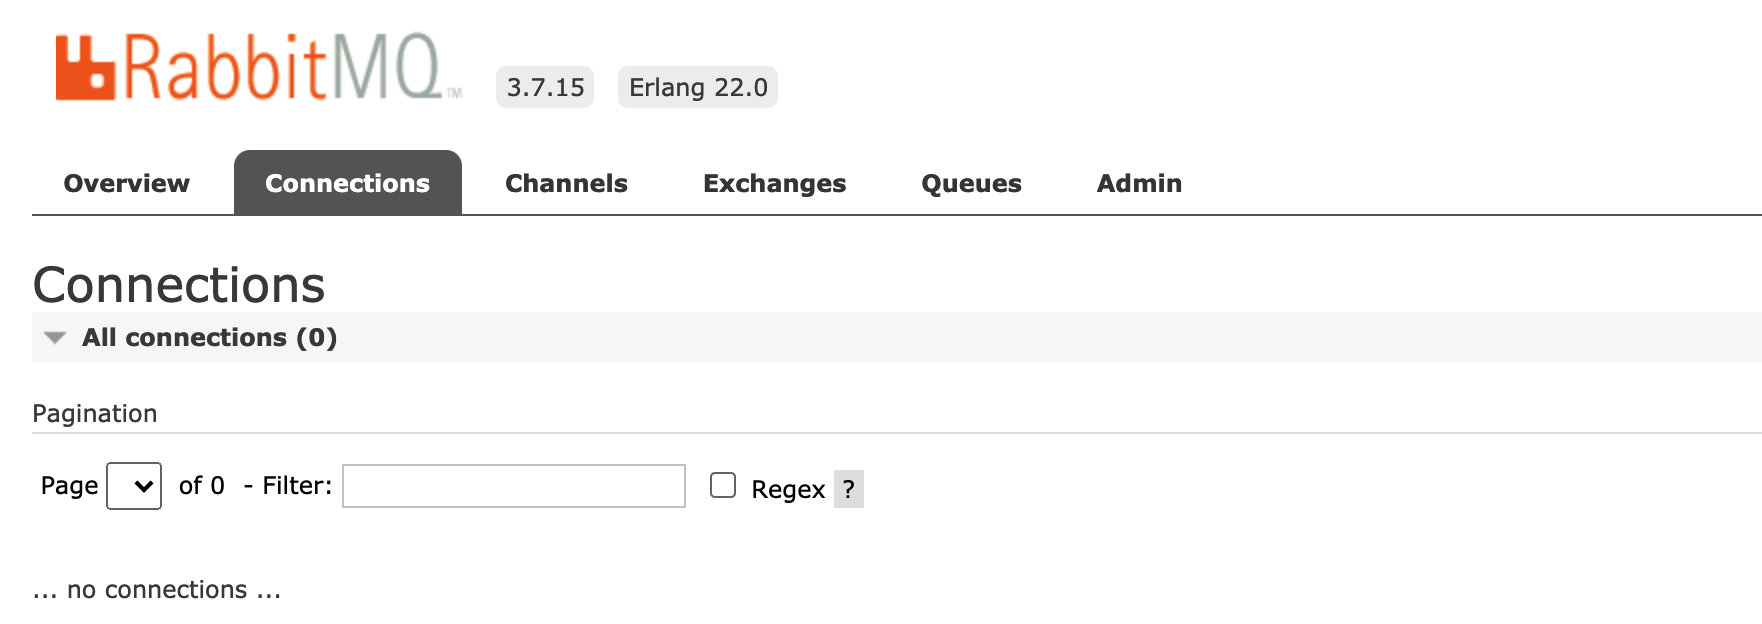 RabbitMQ™ 3.7.15 Erlang 22.0
Overview Connections Channels Exchanges Queues Admin
Connections
All connections (0)
Pagination
Page of 0 - Filter: Regex ?
... no connections ...